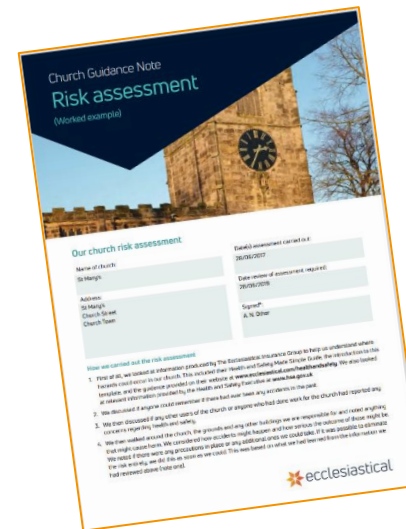 Church Guidance Note
Risk assessment
(Worked example)
Our church risk assessment
Name of church:
St Mary's
Address:
St Mary's
Church Street
Church Town
Date(s) assessment carried out:
26/06/2017
Date review of assessment required:
26/06/2018
Signed*:
A. N. Other
How we carried out the risk assessment
1. First of all, we looked at information produced by The Ecclesiastical Insurance Group to help us understand where
hazards could occur in our church. This included their Health and Safety Made Simple Guide, the introduction to this
template, and the guidance provided on their website at www.ecclesiastical.com/healthandsafety. We also looked
at relevant information provided by the Health and Safety Executive at www.hse.gov.uk
2. We discussed if anyone could remember if there had ever been any accidents in the past.
3. We then discussed if any other users of the church or anyone who had done work for the church had reported any
concerns regarding health and safety.
4. We then walked around the church, the grounds and any other buildings we are responsible for and noted anything
that might cause harm. We considered how accidents might happen and how serious the outcome of those might be.
We noted if there were any precautions in place or any additional ones we could take. If it was possible to eliminate
the risk entirely, we did this as soon as we could. This was based on what we had learned from the information we
had reviewed above (note one).
ecclesiastical